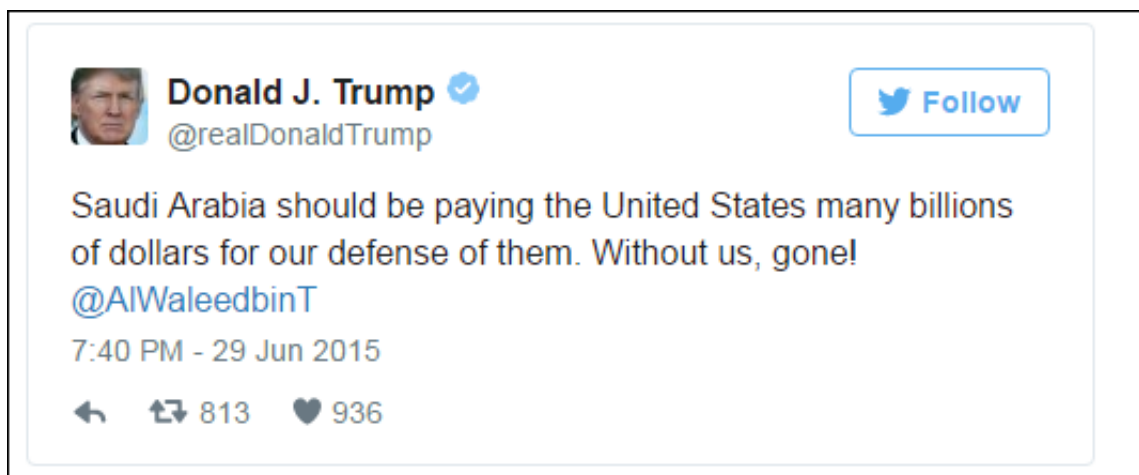 Donald J. Trump
@realDonaldTrump
Follow
Saudi Arabia should be paying the United States many billions
of dollars for our defense of them. Without us, gone!
@AlWaleedbinT
7:40 PM - 29 Jun 2015
813 936